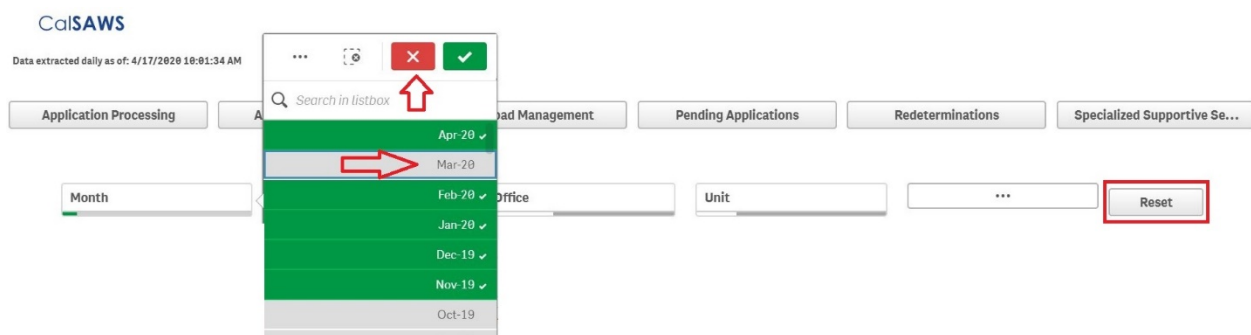 CalSAWS
Data extracted daily as of: 4/17/2020 10:01:34 AM
...
Search in listbox
Application Processing
A
oad Management
Pending Applications
Redeterminations
Specialized Supportive Se...
Apr-20
Mar-20
Month
Feb-20
Office
Unit
...
Reset
Jan-20
Dec-19
Nov-19
Oct-19